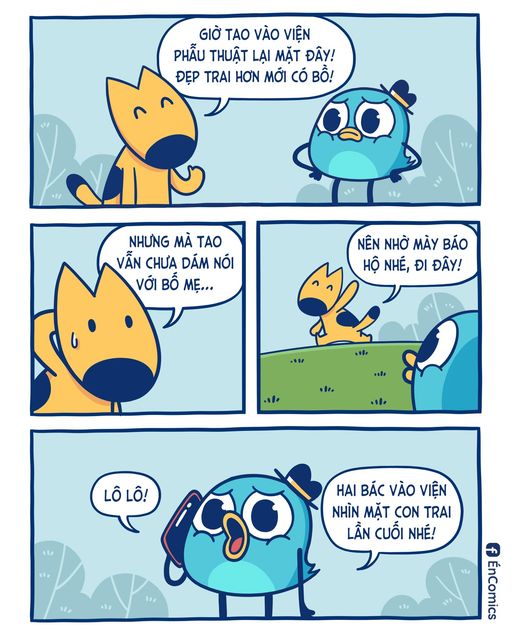 GIỜ TAO VÀO VIỆN
PHẪU THUẬT LẠI MẶT ĐÂY!
ĐẸP TRAI HƠN MỚI CÓ BỒ!
NHƯNG MÀ TAO
VẪN CHƯA DÁM NÓI
VỚI BỐ MẸ...
NÊN NHỜ MÀY BÁO
HỘ NHÉ, ĐI ĐÂY!
LÔ LÔ!
HAI BÁC VÀO VIỆN
NHÌN MẶT CON TRAI
LẦN CUỐI NHÉ!
ÉnComics